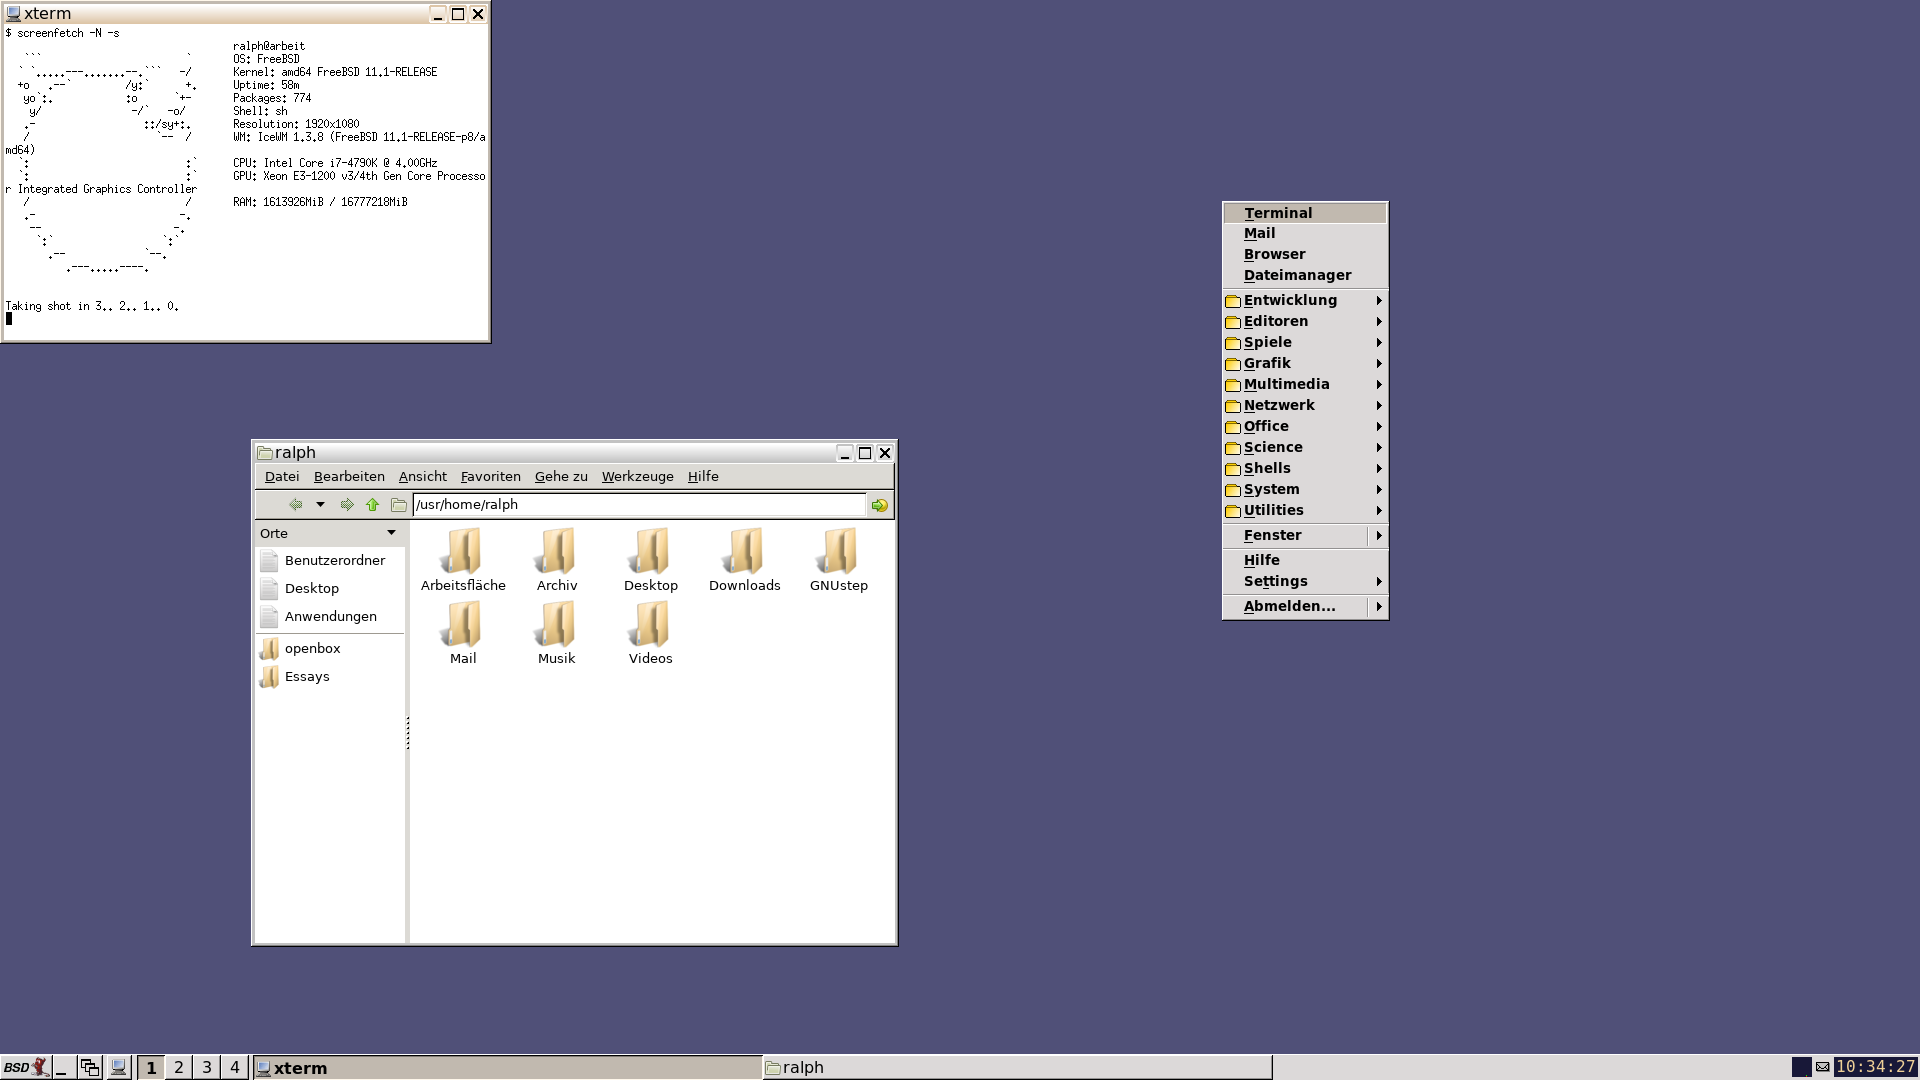 xterm
$ screenfetch -N -s
ralph@arbeit
OS: FreeBSD
Kernel: amd64 FreeBSD 11.1-RELEASE
Uptime: 58m
Packages: 774
Shell: sh
Resolution: 1920x1080
WM: IceWM 1.3.8 (FreeBSD 11.1-RELEASE-p8/a
md64)
CPU: Intel Core i7-4790K @ 4.00GHz
GPU: Xeon E3-1200 v3/4th Gen Core Processo
r Integrated Graphics Controller
RAM: 1613926MiB / 16777218MiB
Taking shot in 3.. 2.. 1.. 0.
ralph
Datei Bearbeiten Ansicht Favoriten Gehe zu Werkzeuge Hilfe
/usr/home/ralph
Orte
Benutzerordner
Desktop
Anwendungen
openbox
Essays
Arbeitsfläche Archiv Desktop Downloads GNUstep
Mail Musik Videos
Terminal
Mail
Browser
Dateimanager
Entwicklung
Editoren
Spiele
Grafik
Multimedia
Netzwerk
Office
Science
Shells
System
Utilities
Fenster
Hilfe
Settings
Abmelden...
BSD 1 2 3 4 xterm ralph 10:34:27